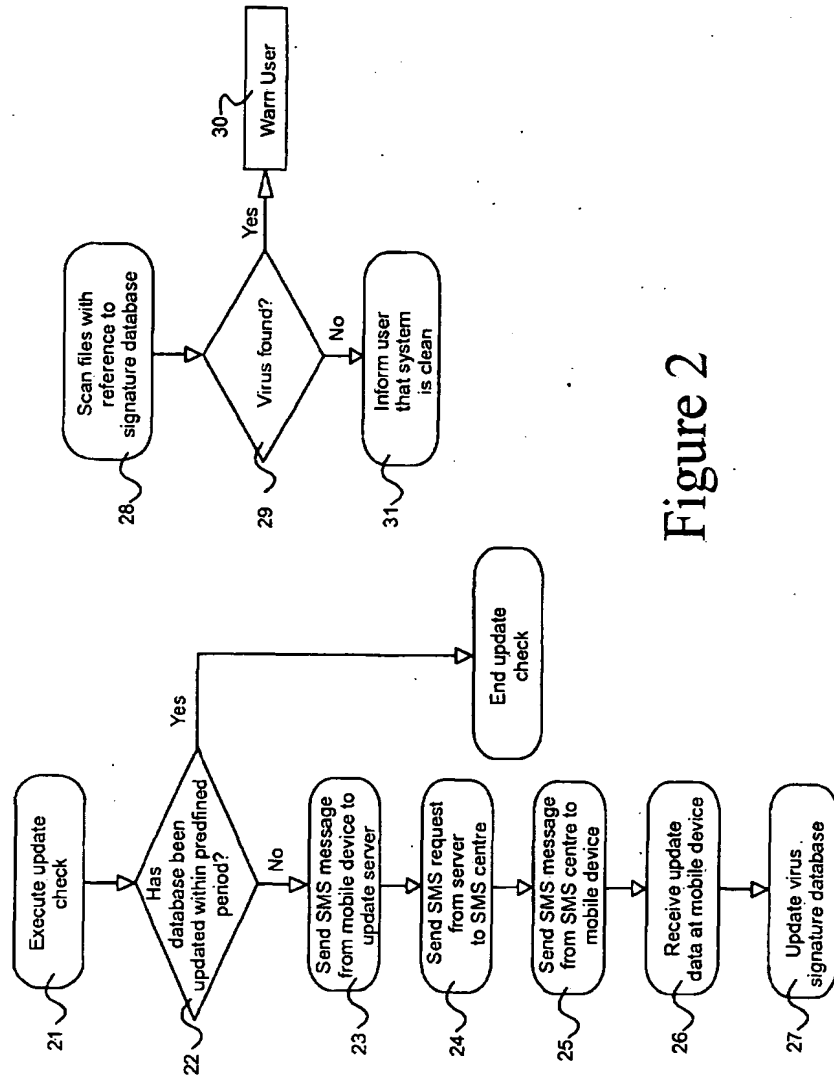 21
Execute update
check
22
Has
database been
updated within predfined
period?
Yes
No
End update
check
23
Send SMS message
from mobile device to
update server
24
Send SMS request
from server
to SMS centre
25
Send SMS message
from SMS centre to
mobile device
26
Receive update
data at mobile device
27
Update virus
signature database
28
Scan files with
reference to
signature database
29
Virus found?
Yes
30
Warn User
No
31
Inform user
that system
is clean
Figure 2